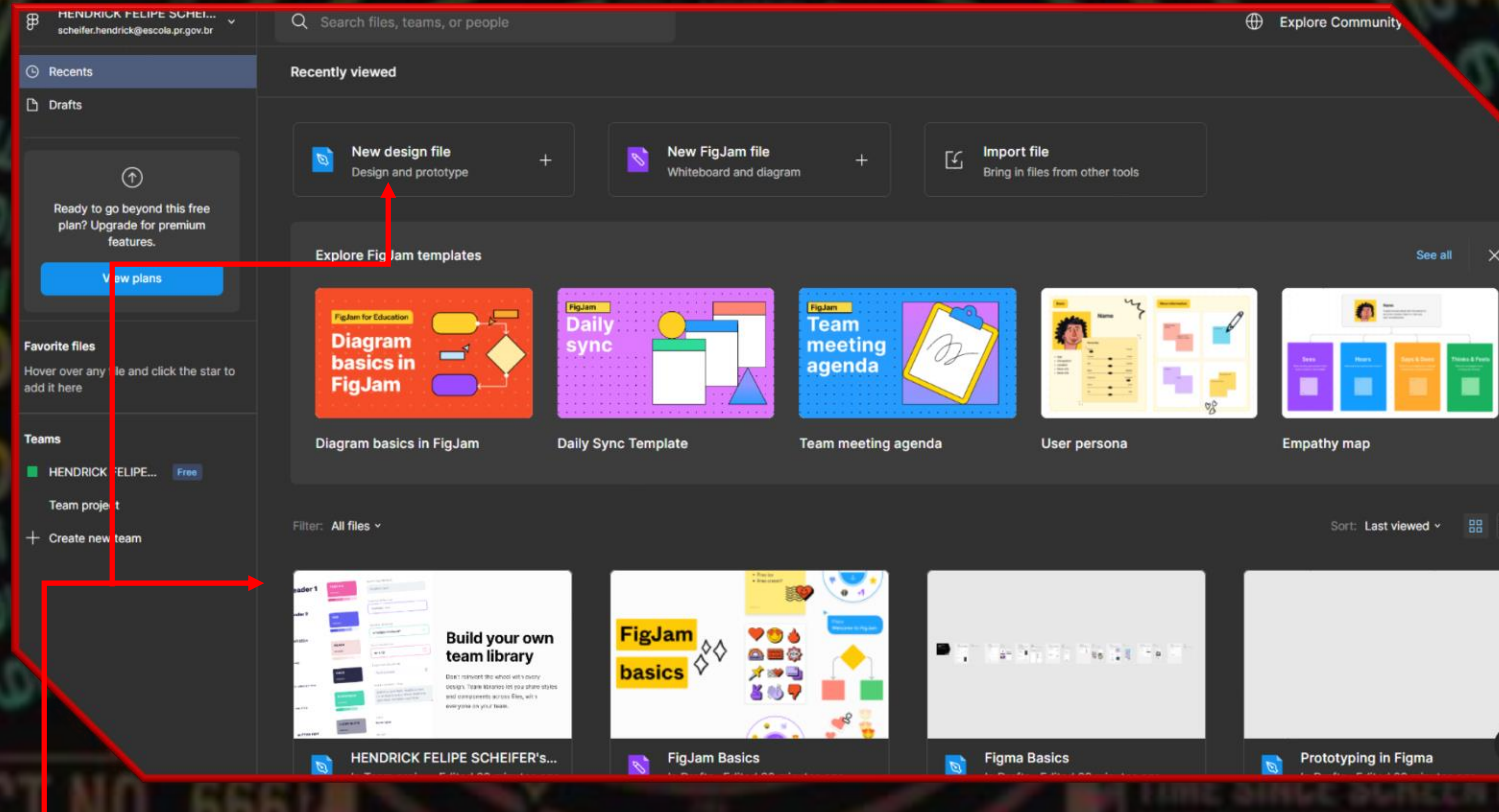 HENDRICK FELIPE SCHEI...
scheifer.hendrick@escola.pr.gov.br
Search files, teams, or people
Explore Community
Recents
Drafts
Recently viewed
New design file
Design and prototype
New FigJam file
Whiteboard and diagram
Import file
Bring in files from other tools
Ready to go beyond this free
plan? Upgrade for premium
features.
View plans
Explore FigJam templates
See all
FigJam for Education
Diagram
basics in
FigJam
FigJam
Daily
sync
FigJam
Team
meeting
agenda
Name
Diagram basics in FigJam
Daily Sync Template
Team meeting agenda
User persona
Empathy map
Favorite files
Hover over any file and click the star to
add it here
Teams
HENDRICK FELIPE...
Free
Team project
Create new team
Filter: All files
Sort: Last viewed
Build your own
team library
FigJam
basics
HENDRICK FELIPE SCHEIFER's...
FigJam Basics
Figma Basics
Prototyping in Figma
TIME SINCE SCREEN